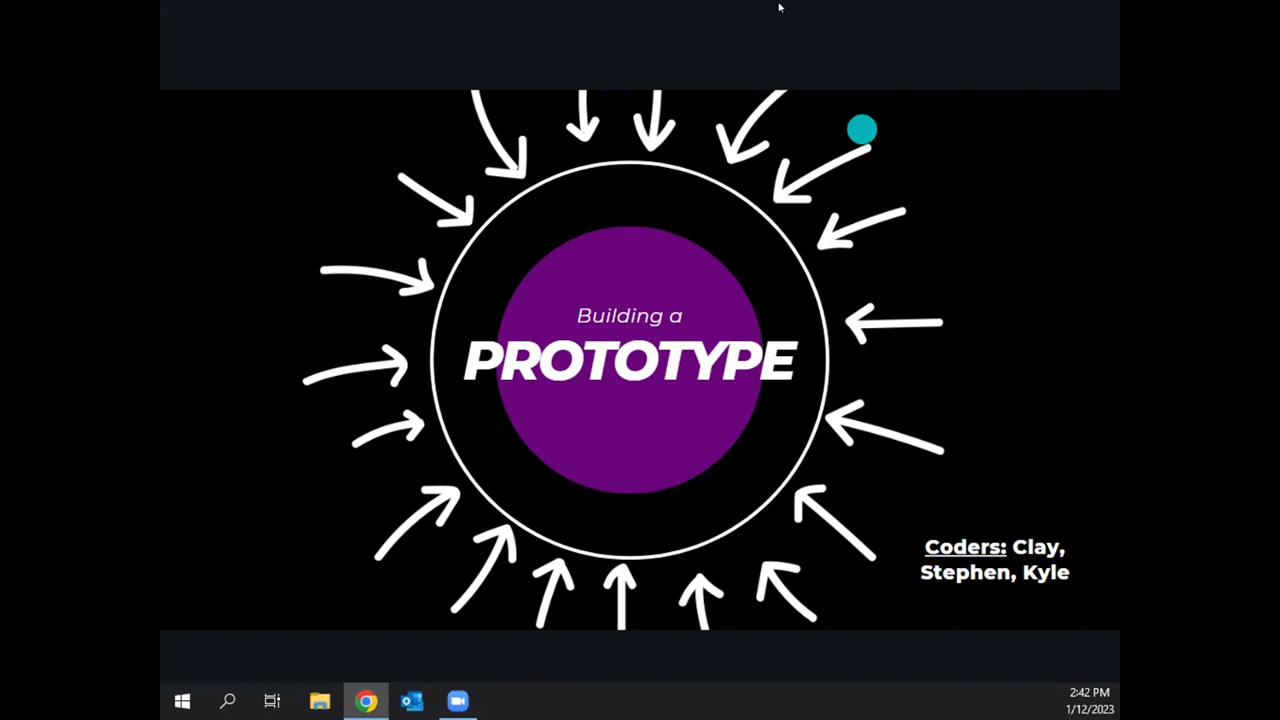 Building a
PROTOTYPE
Coders: Clay,
Stephen, Kyle
2:42 PM
1/12/2023